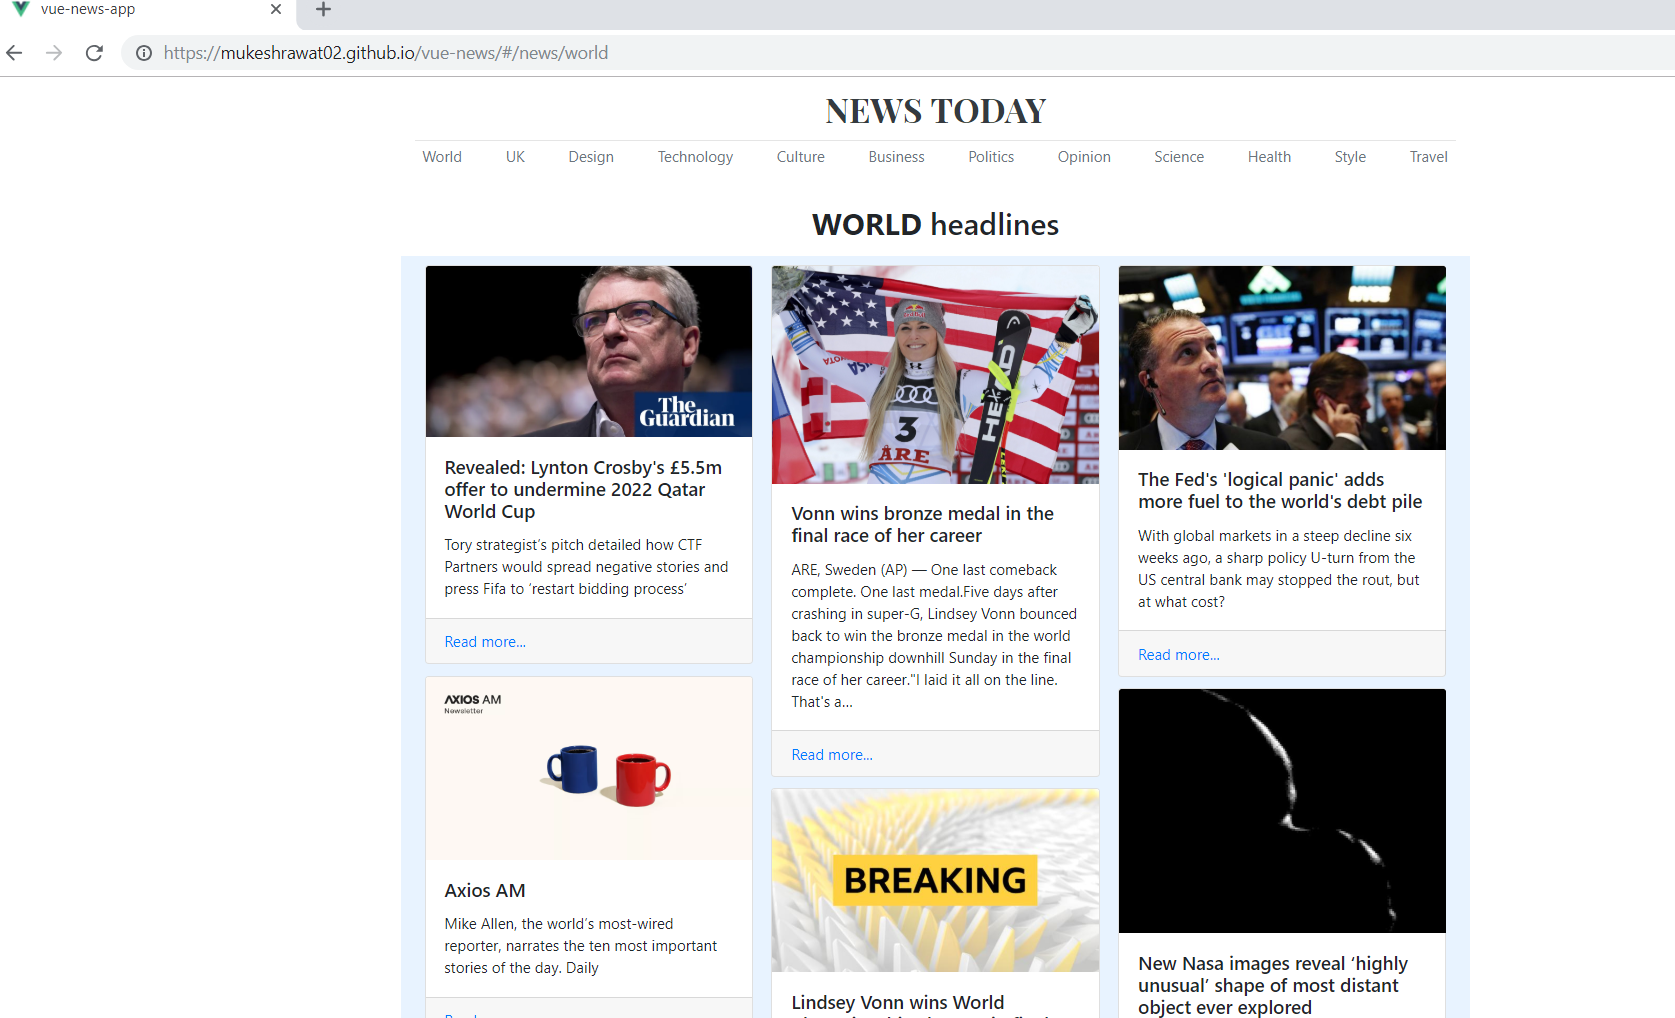 vue-news-app
https://mukeshrawat02.github.io/vue-news/#/news/world
NEWS TODAY
World UK Design Technology Culture Business Politics Opinion Science Health Style Travel
WORLD headlines
The
Guardian
Revealed: Lynton Crosby's £5.5m
offer to undermine 2022 Qatar
World Cup
Tory strategist’s pitch detailed how CTF
Partners would spread negative stories and
press Fifa to ‘restart bidding process’
Read more...
AXIOS AM
Newsletter
Axios AM
Mike Allen, the world’s most-wired
reporter, narrates the ten most important
stories of the day. Daily
USA
HEAD
3
ÅRE
Vonn wins bronze medal in the
final race of her career
ARE, Sweden (AP) — One last comeback
complete. One last medal.Five days after
crashing in super-G, Lindsey Vonn bounced
back to win the bronze medal in the world
championship downhill Sunday in the final
race of her career."I laid it all on the line.
That's a...
Read more...
BREAKING
Lindsey Vonn wins World
The Fed's 'logical panic' adds
more fuel to the world's debt pile
With global markets in a steep decline six
weeks ago, a sharp policy U-turn from the
US central bank may stopped the rout, but
at what cost?
Read more...
New Nasa images reveal ‘highly
unusual’ shape of most distant
object ever explored